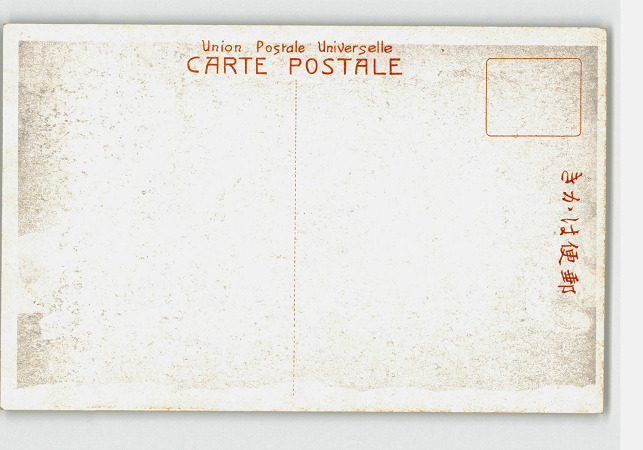 Union Postale Universelle
CARTE POSTALE
郵便はかき